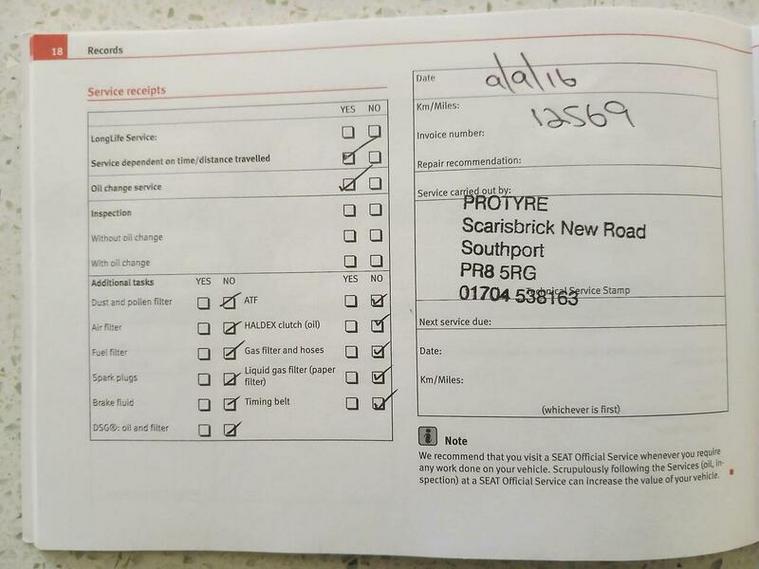 18 Records
Service receipts
YES NO
LongLife Service:
Service dependent on time/distance travelled
Oil change service
Inspection
Without oil change
With oil change
Additional tasks YES NO YES NO
Dust and pollen filter ATF
Air filter HALDEX clutch (oil)
Fuel filter Gas filter and hoses
Spark plugs Liquid gas filter (paper
filter)
Brake fluid Timing belt
DSG®: oil and filter
Date 9/9/16
Km/Miles: 12569
Invoice number:
Repair recommendation:
Service carried out by:
PROTYRE
Scarisbrick New Road
Southport
PR8 5RG
Technical Service Stamp
01704 538163
Next service due:
Date:
Km/Miles:
(whichever is first)
i Note
We recommend that you visit a SEAT Official Service whenever you require
any work done on your vehicle. Scrupulously following the Services (oil, in-
spection) at a SEAT Official Service can increase the value of your vehicle.